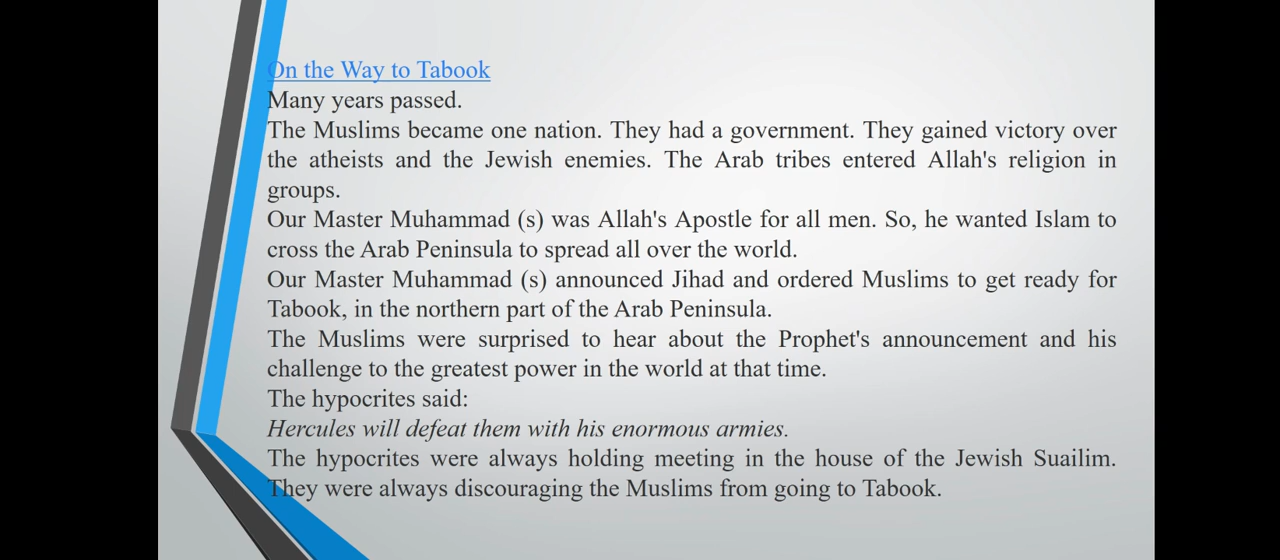 On the Way to Tabook
Many years passed.
The Muslims became one nation. They had a government. They gained victory over
the atheists and the Jewish enemies. The Arab tribes entered Allah's religion in
groups.
Our Master Muhammad (s) was Allah's Apostle for all men. So, he wanted Islam to
cross the Arab Peninsula to spread all over the world.
Our Master Muhammad (s) announced Jihad and ordered Muslims to get ready for
Tabook, in the northern part of the Arab Peninsula.
The Muslims were surprised to hear about the Prophet's announcement and his
challenge to the greatest power in the world at that time.
The hypocrites said:
Hercules will defeat them with his enormous armies.
The hypocrites were always holding meeting in the house of the Jewish Suailim.
They were always discouraging the Muslims from going to Tabook.